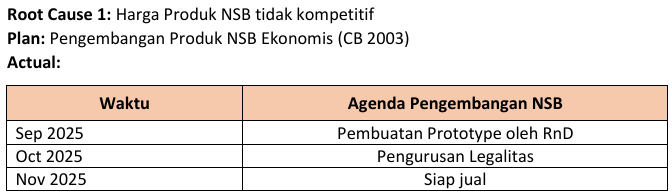 Root Cause 1: Harga Produk NSB tidak kompetitif
Plan: Pengembangan Produk NSB Ekonomis (CB 2003)
Actual:
Waktu Agenda Pengembangan NSB
Sep 2025 Pembuatan Prototype oleh RnD
Oct 2025 Pengurusan Legalitas
Nov 2025 Siap jual